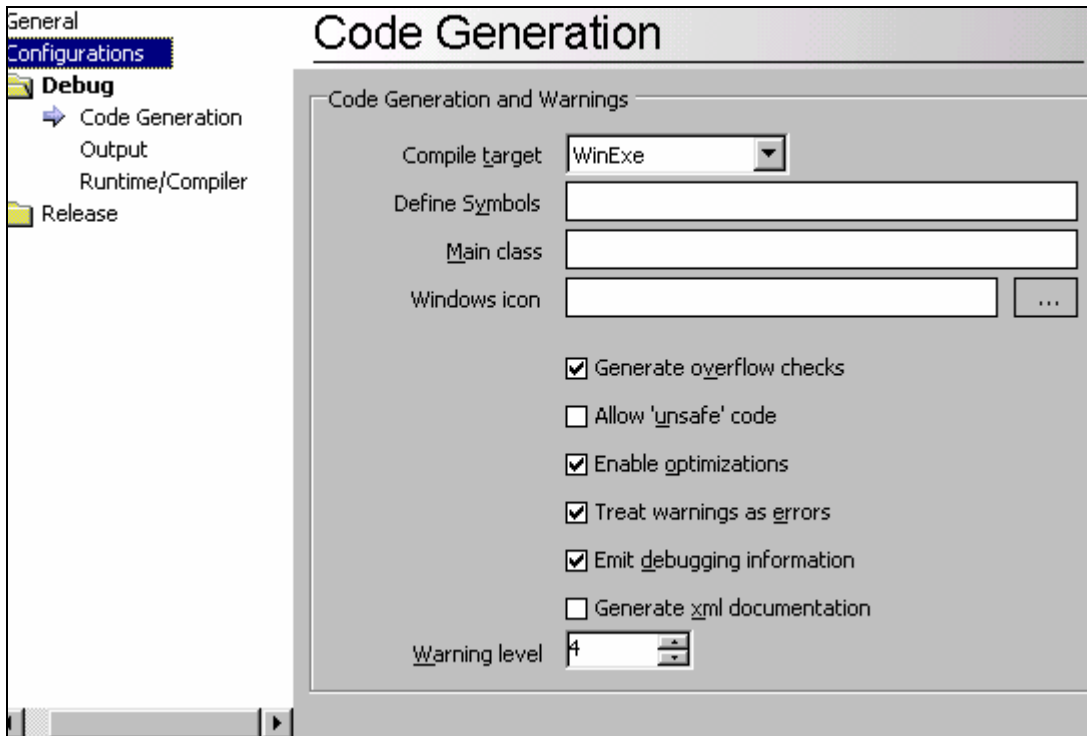 General
Configurations
Debug
Code Generation
Output
Runtime/Compiler
Release
Code Generation
Code Generation and Warnings
Compile target WinExe
Define Symbols
Main class
Windows icon ...
Generate overflow checks
Allow 'unsafe' code
Enable optimizations
Treat warnings as errors
Emit debugging information
Generate xml documentation
Warning level 4